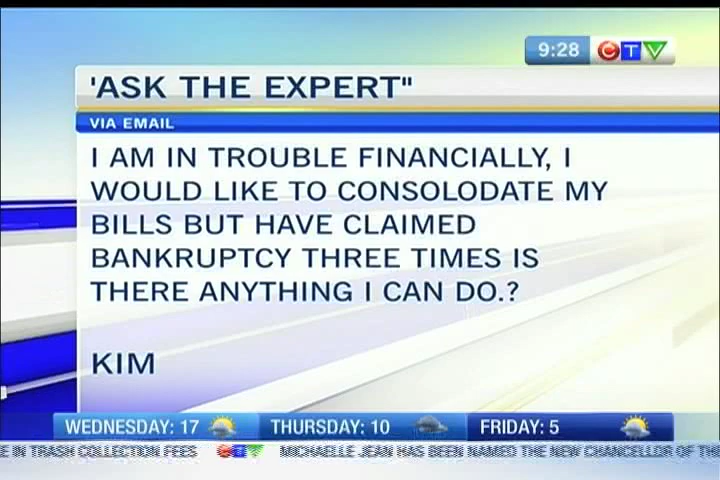 9:28 CTV
'ASK THE EXPERT"
VIA EMAIL
I AM IN TROUBLE FINANCIALLY, I
WOULD LIKE TO CONSOLODATE MY
BILLS BUT HAVE CLAIMED
BANKRUPTCY THREE TIMES IS
THERE ANYTHING I CAN DO.?
KIM
WEDNESDAY: 17 THURSDAY: 10 FRIDAY: 5
E IN TRASH COLLECTION FEES CTV MICHAELLE JEAN HAS BEEN NAMED THE NEW CHANCELLOR OF TH